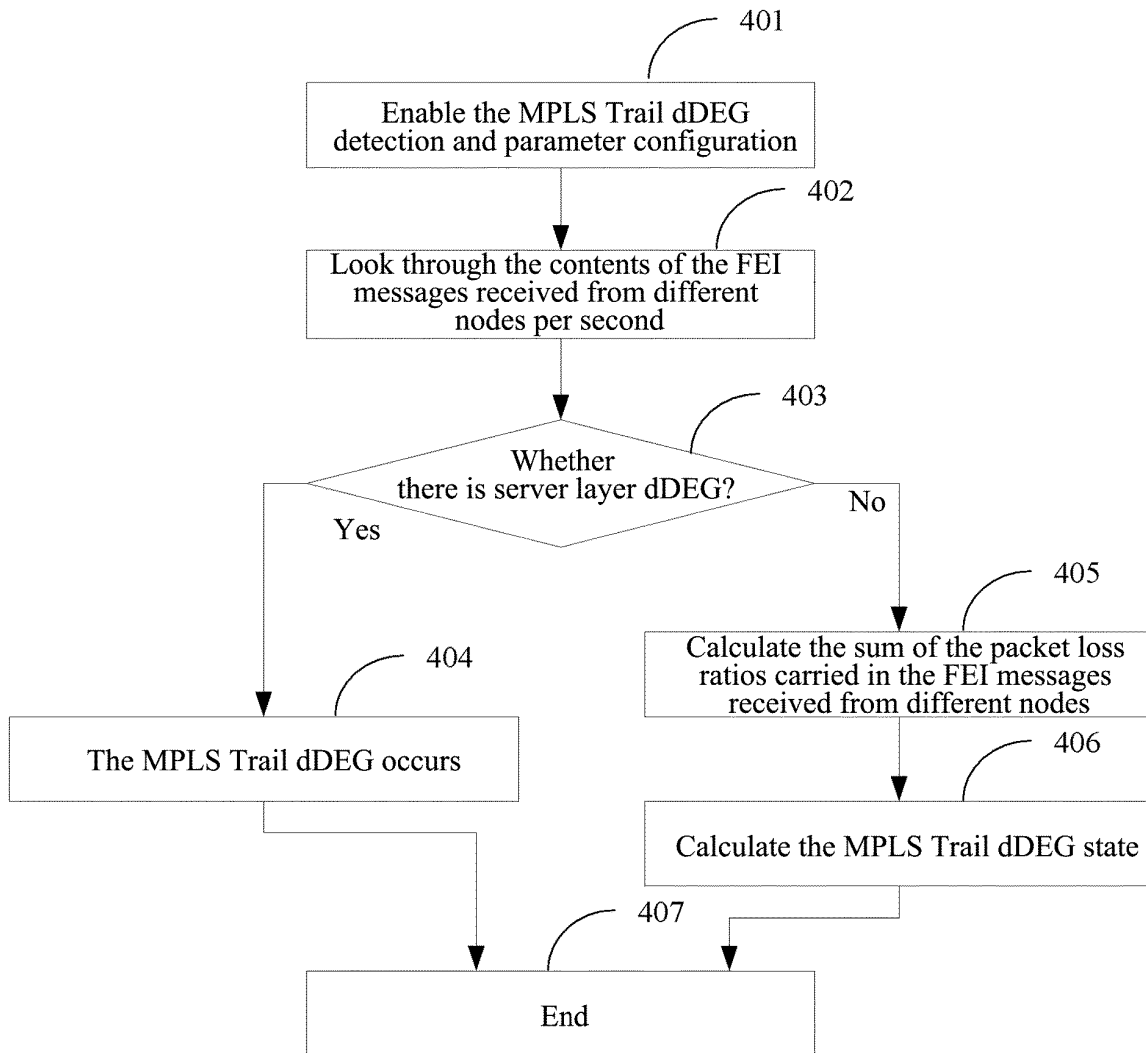 401
Enable the MPLS Trail dDEG
detection and parameter configuration
402
Look through the contents of the FEI
messages received from different
nodes per second
403
Whether
there is server layer dDEG?
Yes
No
405
Calculate the sum of the packet loss
ratios carried in the FEI messages
received from different nodes
404
The MPLS Trail dDEG occurs
406
Calculate the MPLS Trail dDEG state
407
End